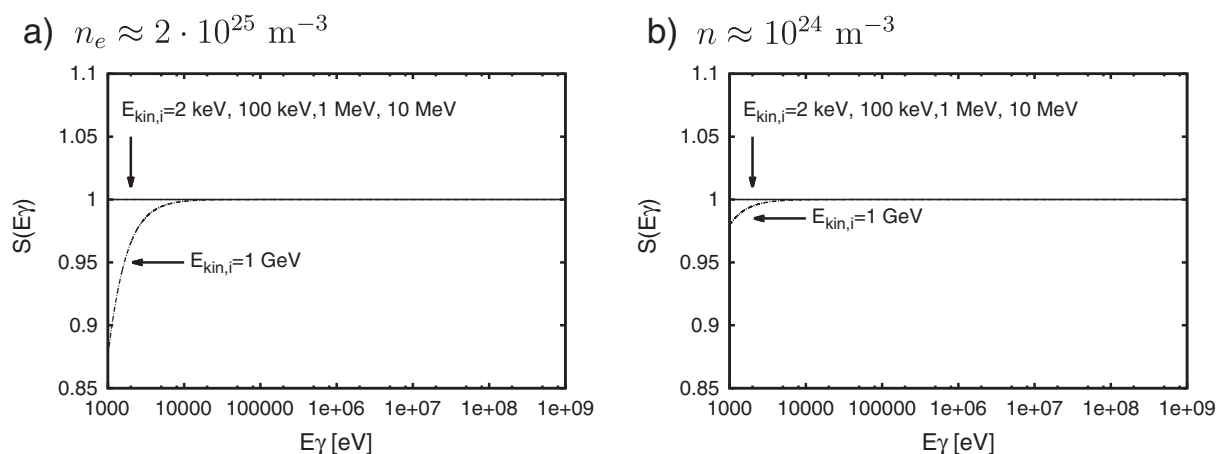 a) n_e ≈ 2 · 10^25 m^−3
1.1
1.05
1
0.95
0.9
0.85
S(Eγ)
E_kin,i=2 keV, 100 keV,1 MeV, 10 MeV
E_kin,i=1 GeV
1000 10000 100000 1e+06 1e+07 1e+08 1e+09
Eγ [eV]
b) n ≈ 10^24 m^−3
1.1
1.05
1
0.95
0.9
0.85
S(Eγ)
E_kin,i=2 keV, 100 keV,1 MeV, 10 MeV
E_kin,i=1 GeV
1000 10000 100000 1e+06 1e+07 1e+08 1e+09
Eγ [eV]